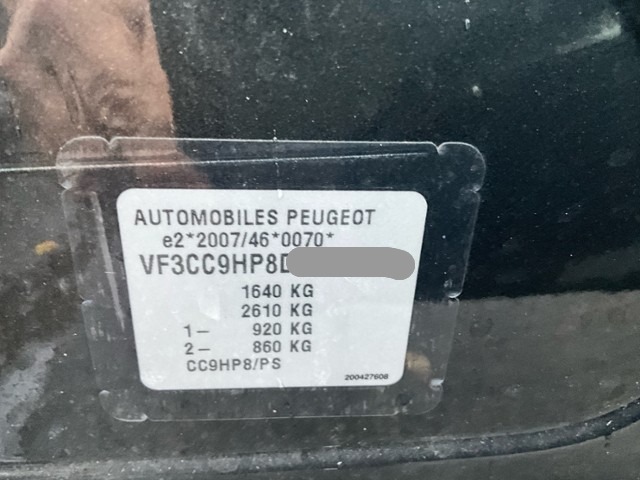 AUTOMOBILES PEUGEOT
e2*2007/46*0070*
VF3CC9HP8D
1640 KG
2610 KG
1- 920 KG
2- 860 KG
CC9HP8/PS
200427608